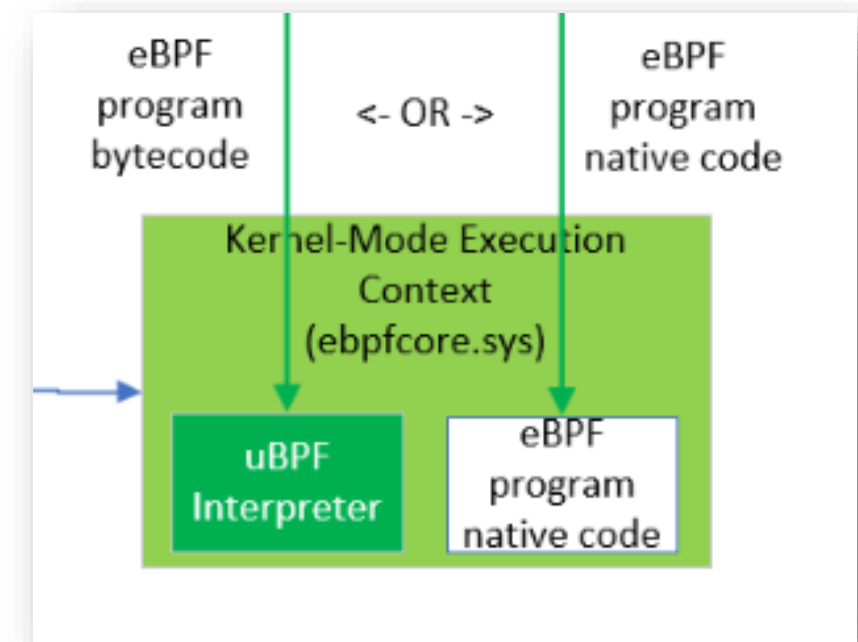 eBPF
program
bytecode
<- OR ->
eBPF
program
native code
Kernel-Mode Execution
Context
(ebpfcore.sys)
uBPF
Interpreter
eBPF
program
native code